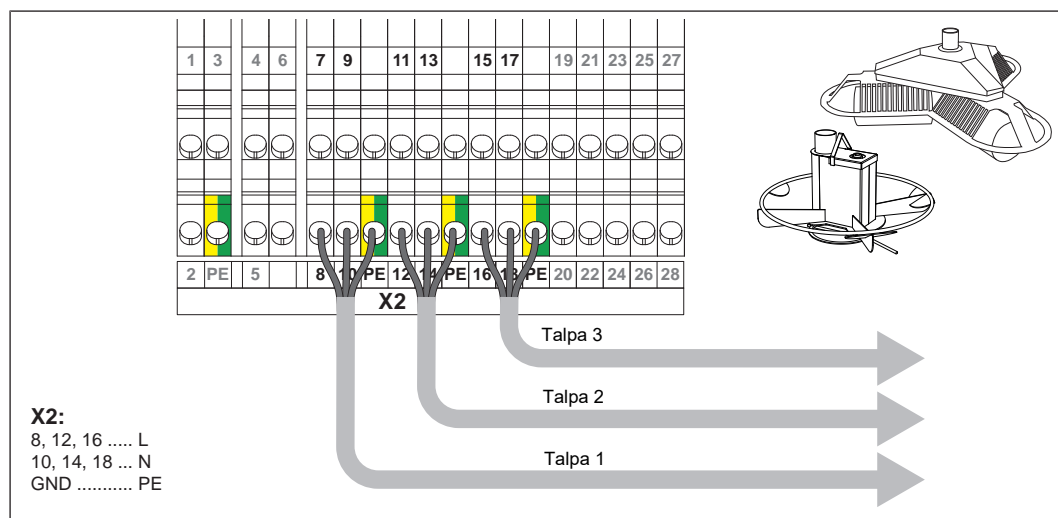 1 3 4 6 7 9 11 13 15 17 19 21 23 25 27
2 PE 5 8 10 PE 12 14 PE 16 18 PE 20 22 24 26 28
X2
Talpa 3
Talpa 2
Talpa 1
X2:
8, 12, 16 ..... L
10, 14, 18 ... N
GND ........... PE